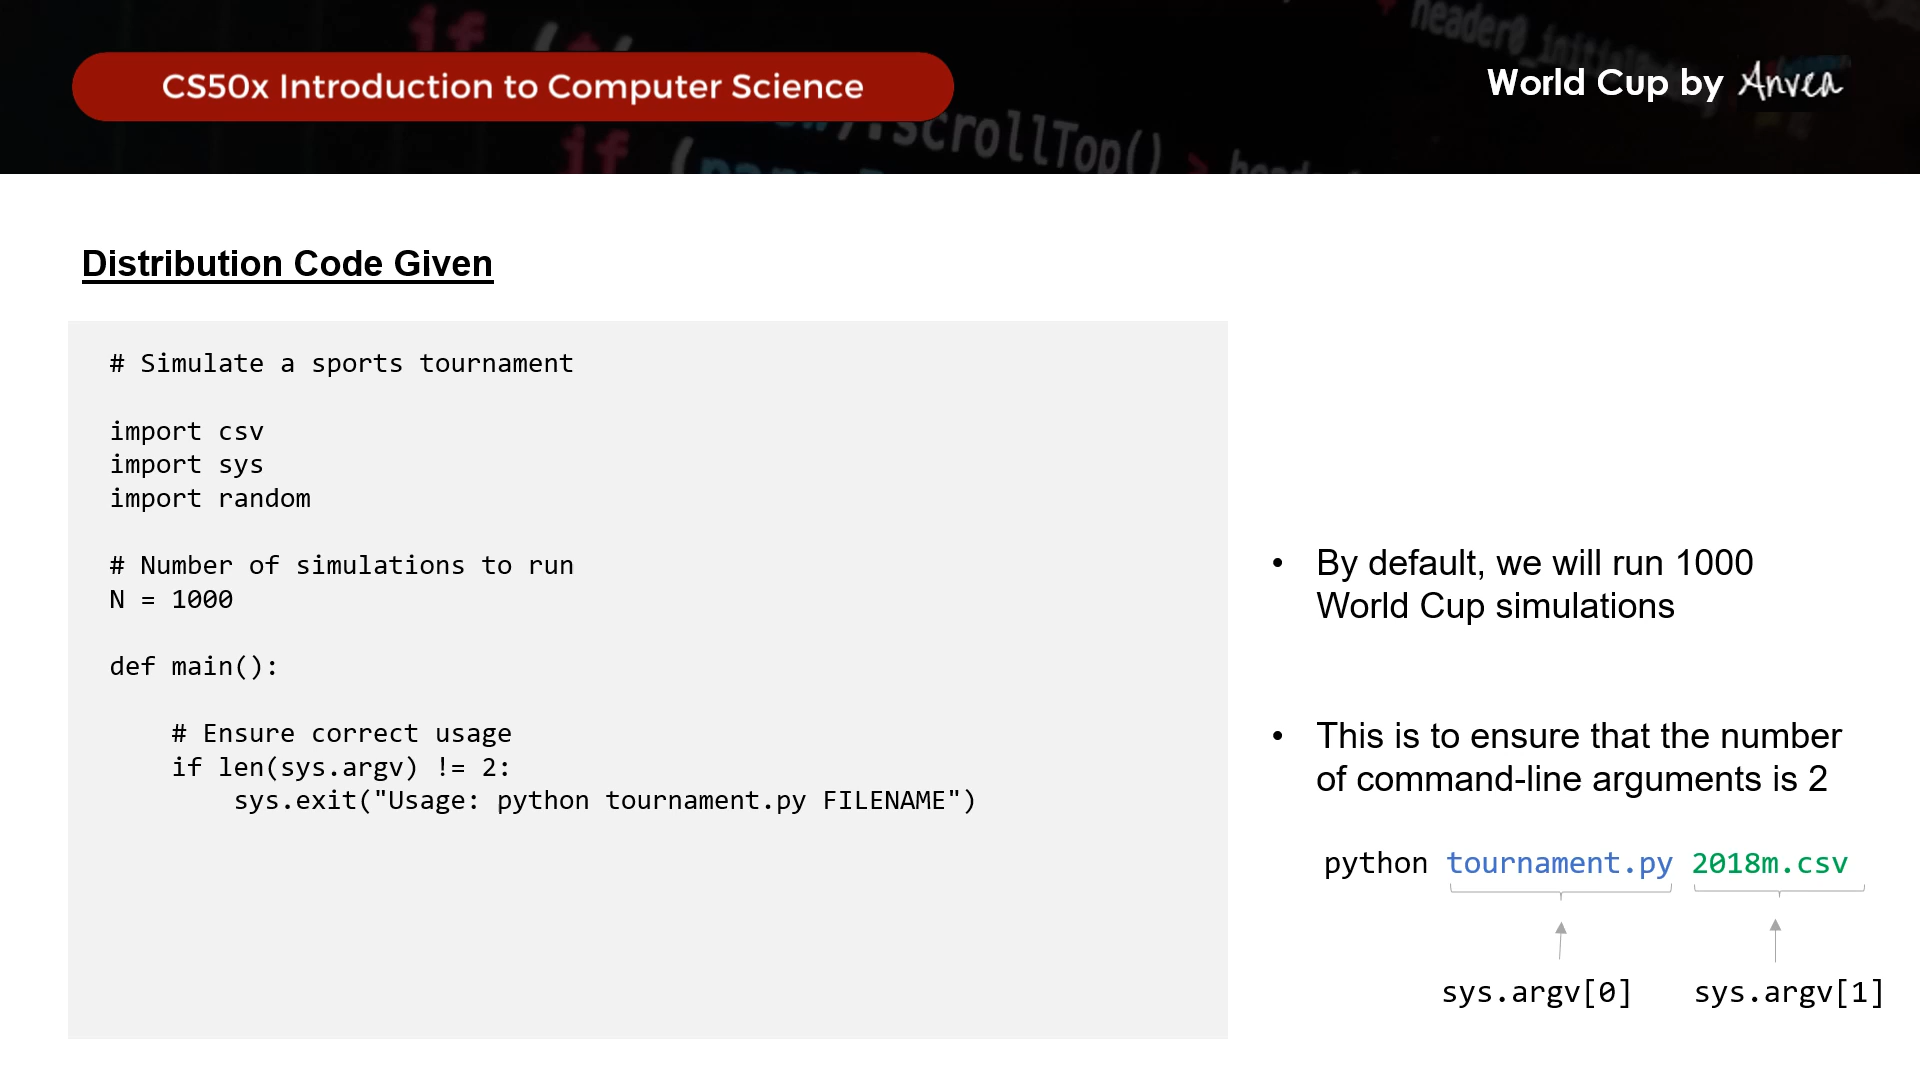 if (t(
header0_initi
CS50x Introduction to Computer Science
World Cup by Anvea
).scrollTop() >
if (
Distribution Code Given
# Simulate a sports tournament
import csv
import sys
import random
# Number of simulations to run
N = 1000
def main():
# Ensure correct usage
if len(sys.argv) != 2:
sys.exit("Usage: python tournament.py FILENAME")
• By default, we will run 1000
World Cup simulations
• This is to ensure that the number
of command-line arguments is 2
python tournament.py 2018m.csv
sys.argv[0] sys.argv[1]